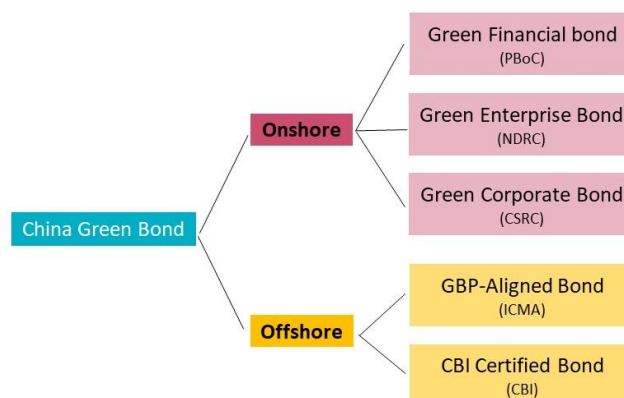 China Green Bond
Onshore
Green Financial bond
(PBoC)
Green Enterprise Bond
(NDRC)
Green Corporate Bond
(CSRC)
Offshore
GBP-Aligned Bond
(ICMA)
CBI Certified Bond
(CBI)